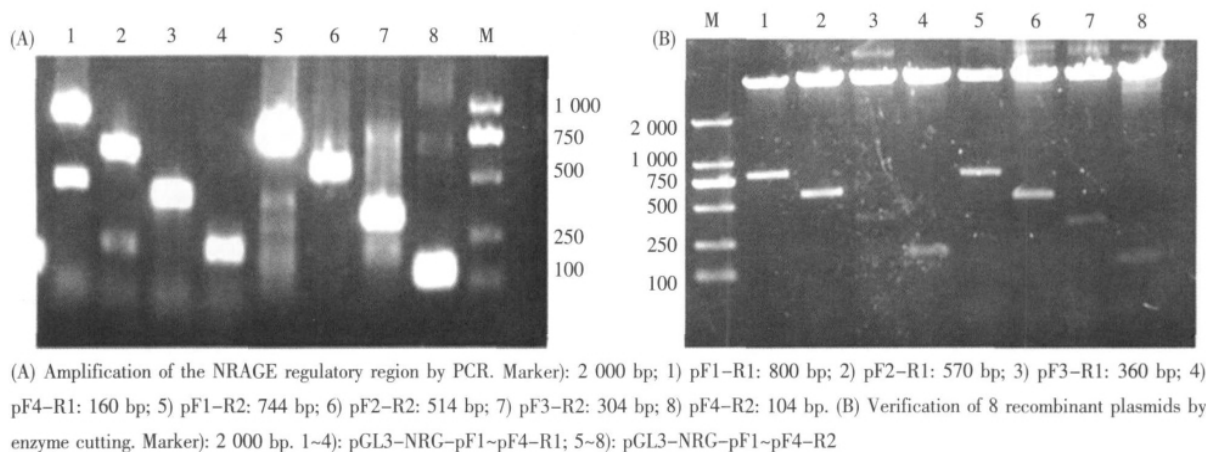 (A) 1 2 3 4 5 6 7 8 M
1 000
750
500
250
100
(B) M 1 2 3 4 5 6 7 8
2 000
1 000
750
500
250
100
(A) Amplification of the NRAGE regulatory region by PCR. Marker): 2 000 bp; 1) pF1-R1: 800 bp; 2) pF2-R1: 570 bp; 3) pF3-R1: 360 bp; 4)
pF4-R1: 160 bp; 5) pF1-R2: 744 bp; 6) pF2-R2: 514 bp; 7) pF3-R2: 304 bp; 8) pF4-R2: 104 bp. (B) Verification of 8 recombinant plasmids by
enzyme cutting. Marker): 2 000 bp. 1~4): pGL3-NRG-pF1~pF4-R1; 5~8): pGL3-NRG-pF1~pF4-R2